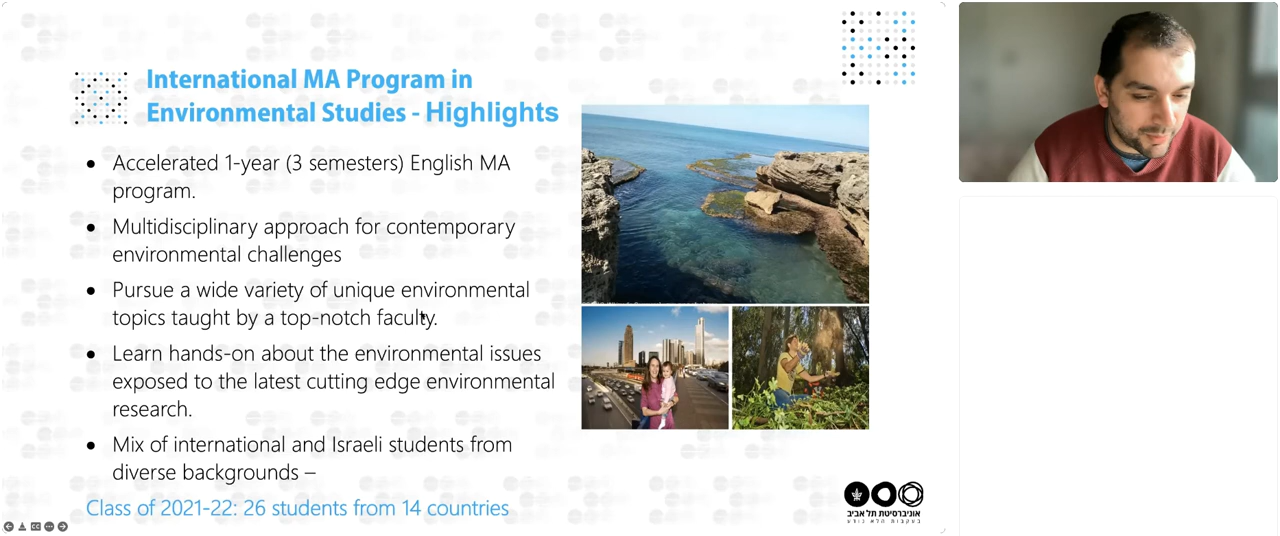 International MA Program in
Environmental Studies - Highlights
● Accelerated 1-year (3 semesters) English MA
program.
● Multidisciplinary approach for contemporary
environmental challenges
● Pursue a wide variety of unique environmental
topics taught by a top-notch faculty.
● Learn hands-on about the environmental issues
exposed to the latest cutting edge environmental
research.
● Mix of international and Israeli students from
diverse backgrounds –
Class of 2021-22: 26 students from 14 countries
אוניברסיטת תל אביב
בעקבות הלא נודע